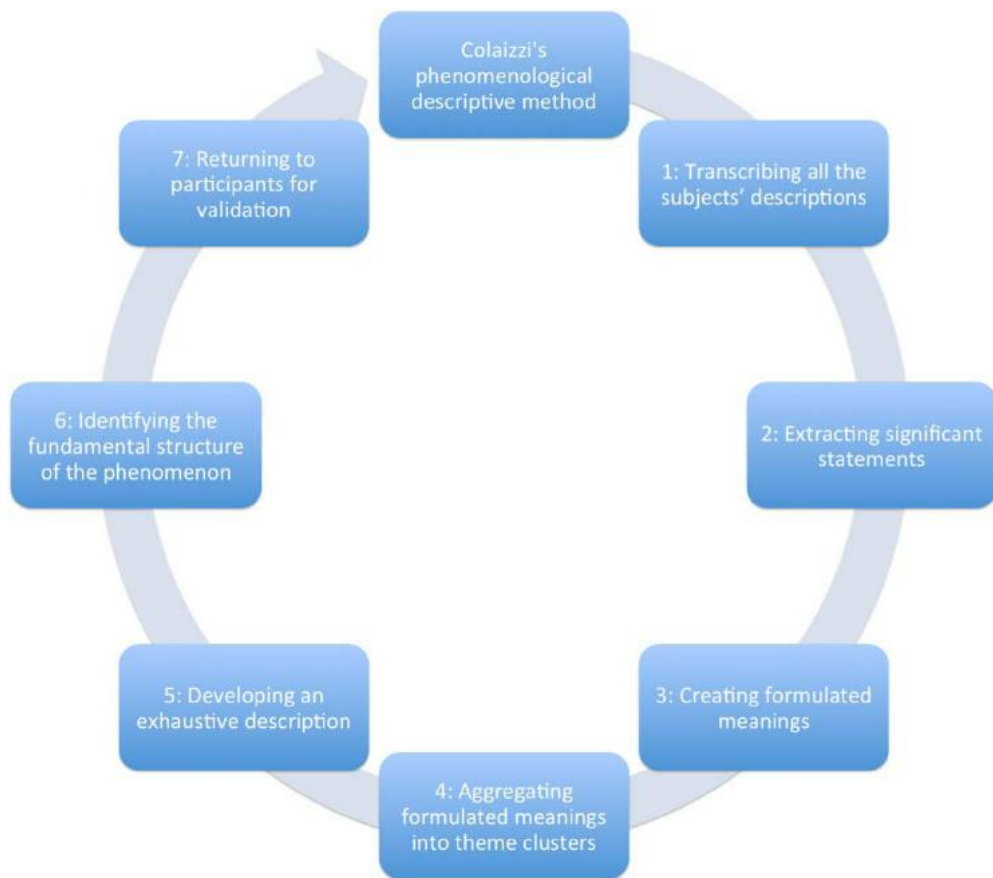 Colaizzi's
phenomenological
descriptive method
1: Transcribing all the
subjects’ descriptions
2: Extracting significant
statements
3: Creating formulated
meanings
4: Aggregating
formulated meanings
into theme clusters
5: Developing an
exhaustive description
6: Identifying the
fundamental structure
of the phenomenon
7: Returning to
participants for
validation